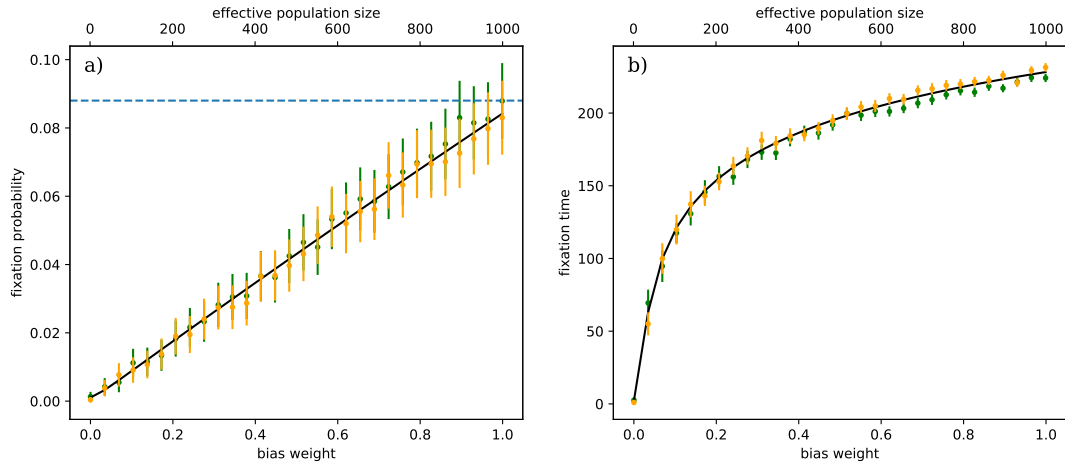 effective population size
0 200 400 600 800 1000
a)
0.10
0.08
0.06
0.04
0.02
0.00
fixation probability
0.0 0.2 0.4 0.6 0.8 1.0
bias weight
effective population size
0 200 400 600 800 1000
b)
200
150
100
50
0
fixation time
0.0 0.2 0.4 0.6 0.8 1.0
bias weight